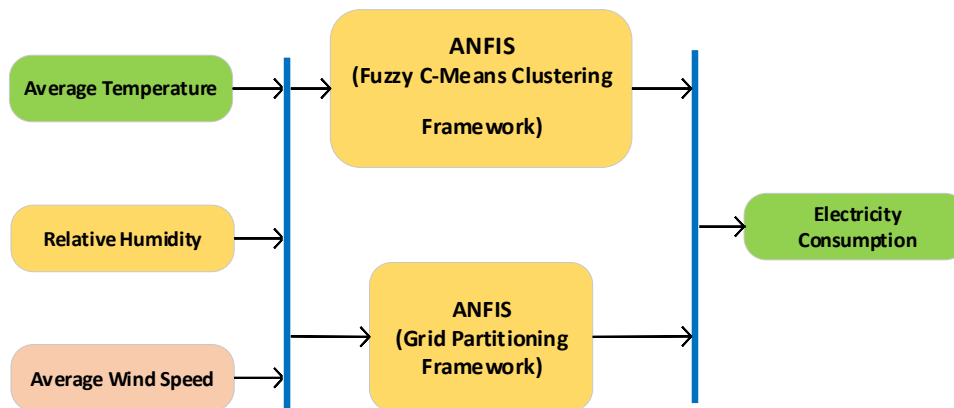 ANFIS
(Fuzzy C-Means Clustering
Framework)
Average Temperature
Relative Humidity
Electricity
Consumption
ANFIS
(Grid Partitioning
Framework)
Average Wind Speed